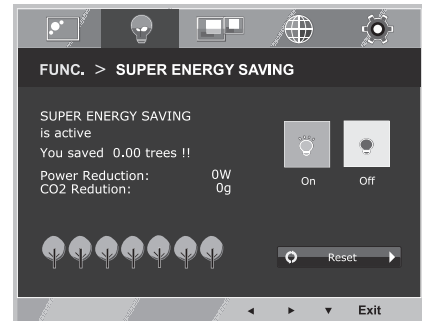 FUNC. > SUPER ENERGY SAVING
SUPER ENERGY SAVING
is active
You saved 0.00 trees !!
Power Reduction: 0W
CO2 Redution: 0g
On Off
Reset
Exit